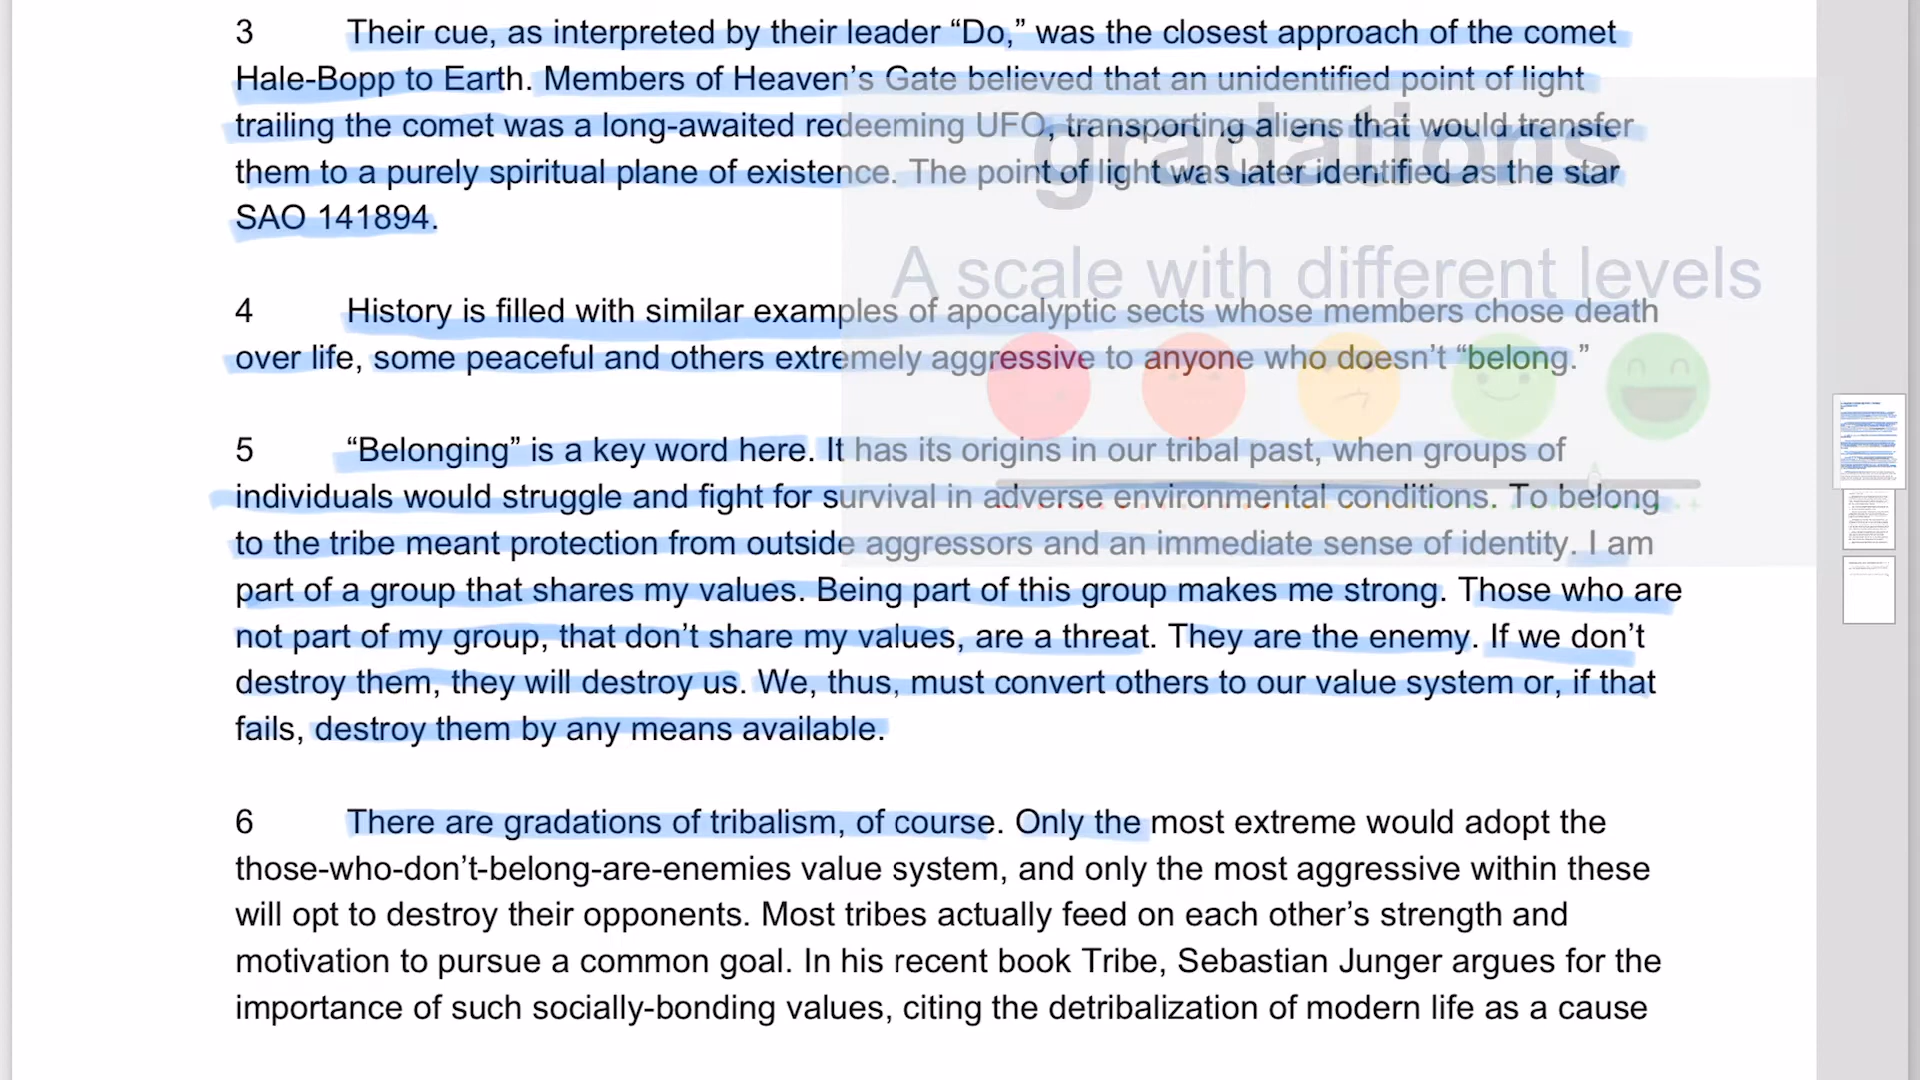 3 Their cue, as interpreted by their leader “Do,” was the closest approach of the comet
Hale-Bopp to Earth. Members of Heaven’s Gate believed that an unidentified point of light
trailing the comet was a long-awaited redeeming UFO, transporting aliens that would transfer
them to a purely spiritual plane of existence. The point of light was later identified as the star
SAO 141894.
gradations
A scale with different levels
4 History is filled with similar examples of apocalyptic sects whose members chose death
over life, some peaceful and others extremely aggressive to anyone who doesn’t “belong.”
5 “Belonging” is a key word here. It has its origins in our tribal past, when groups of
individuals would struggle and fight for survival in adverse environmental conditions. To belong
to the tribe meant protection from outside aggressors and an immediate sense of identity. I am
part of a group that shares my values. Being part of this group makes me strong. Those who are
not part of my group, that don’t share my values, are a threat. They are the enemy. If we don’t
destroy them, they will destroy us. We, thus, must convert others to our value system or, if that
fails, destroy them by any means available.
6 There are gradations of tribalism, of course. Only the most extreme would adopt the
those-who-don’t-belong-are-enemies value system, and only the most aggressive within these
will opt to destroy their opponents. Most tribes actually feed on each other’s strength and
motivation to pursue a common goal. In his recent book Tribe, Sebastian Junger argues for the
importance of such socially-bonding values, citing the detribalization of modern life as a cause